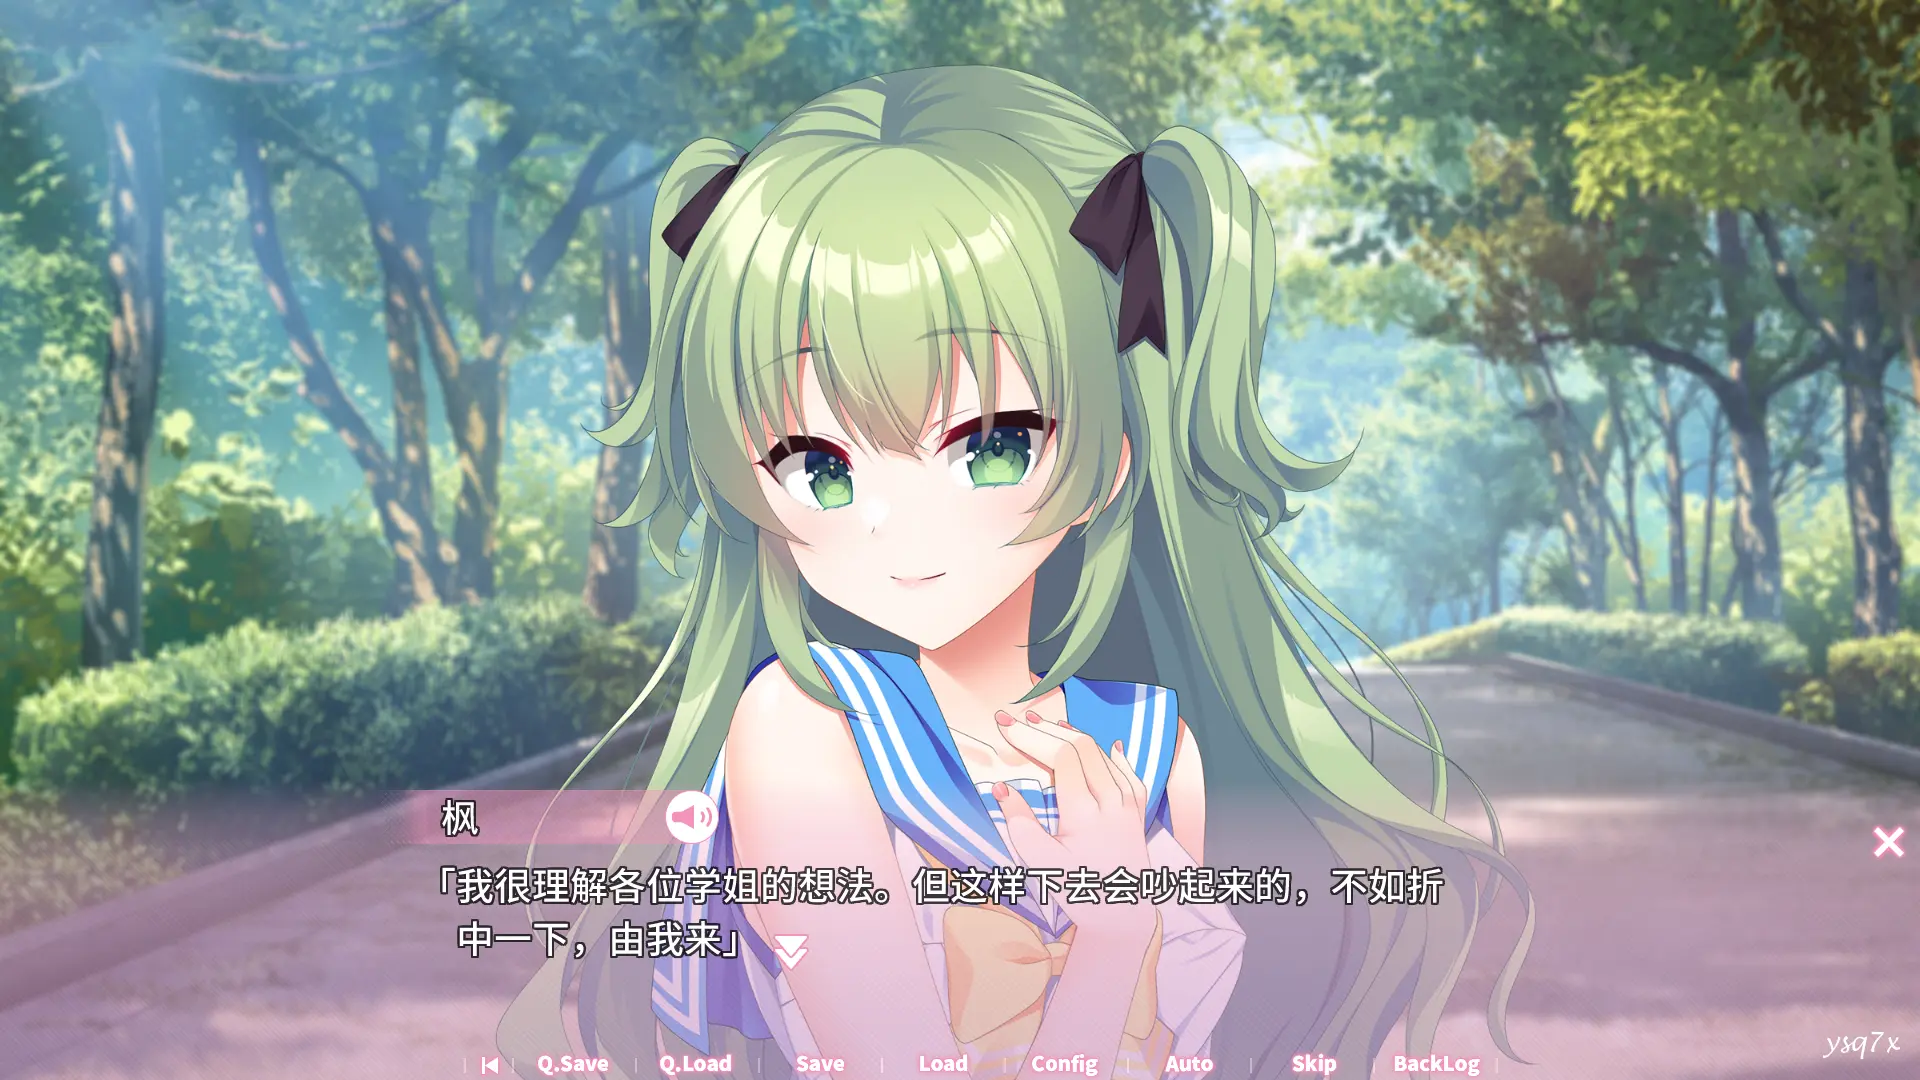 枫
「我很理解各位学姐的想法。但这样下去会吵起来的，不如折
中一下，由我来」
Q.Save
Q.Load
Save
Load
Config
Auto
Skip
BackLog
ysq7x